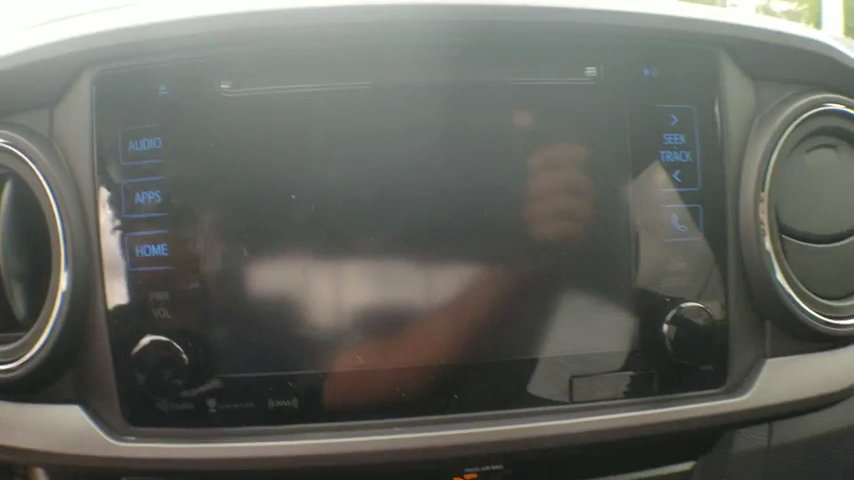 AUDIO
APPS
HOME
PWR
VOL
>
SEEK
TRACK
<